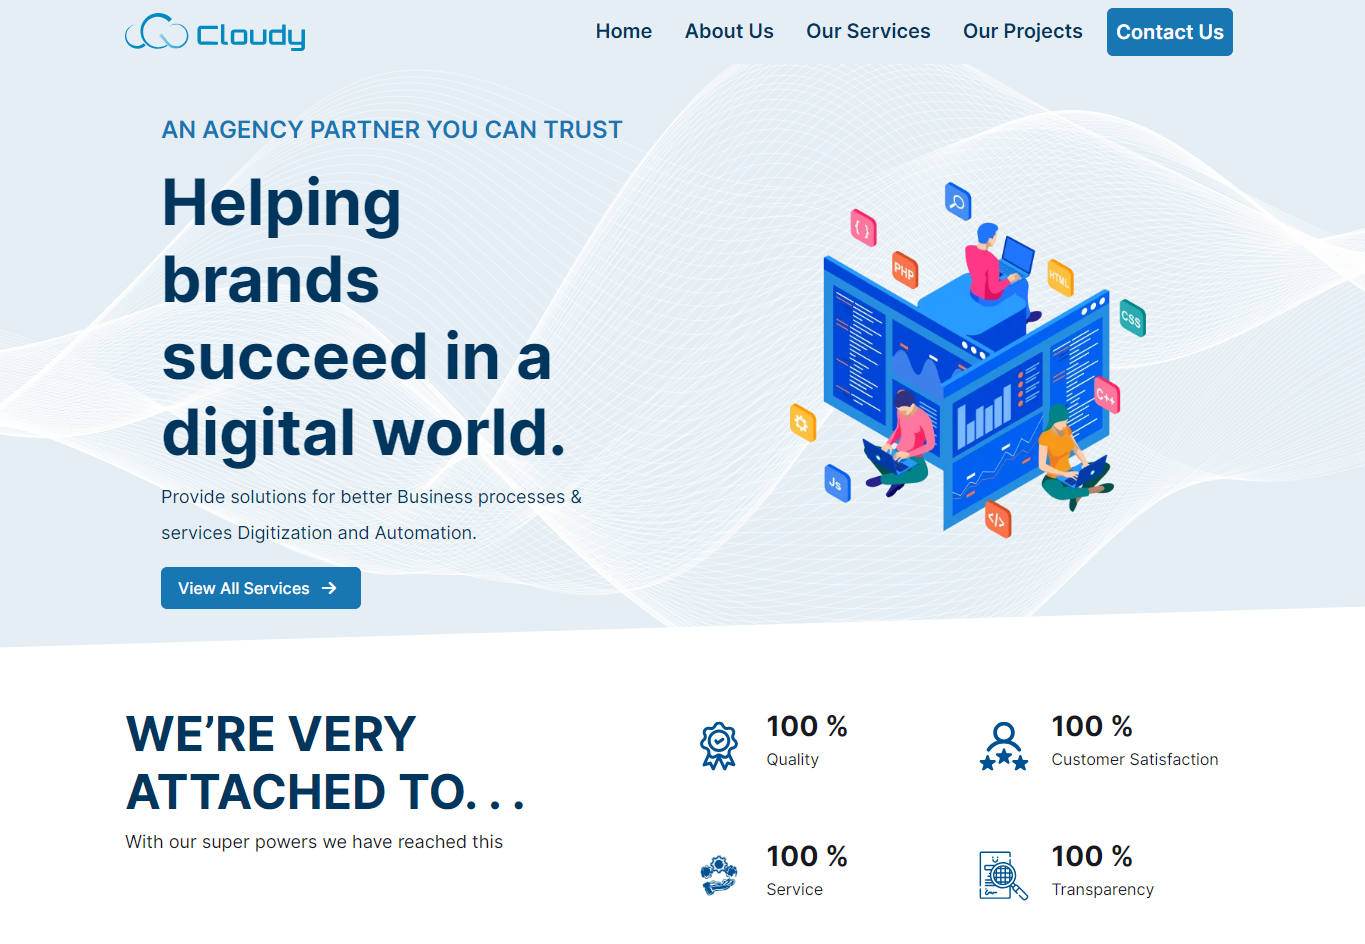 Cloudy
Home
About Us
Our Services
Our Projects
Contact Us
AN AGENCY PARTNER YOU CAN TRUST
Helping
brands
succeed in a
digital world.
Provide solutions for better Business processes &
services Digitization and Automation.
View All Services
{ }
PHP
HTML
CSS
C++
Js
</>
WE’RE VERY
ATTACHED TO. . .
With our super powers we have reached this
100 %
Quality
100 %
Customer Satisfaction
100 %
Service
100 %
Transparency